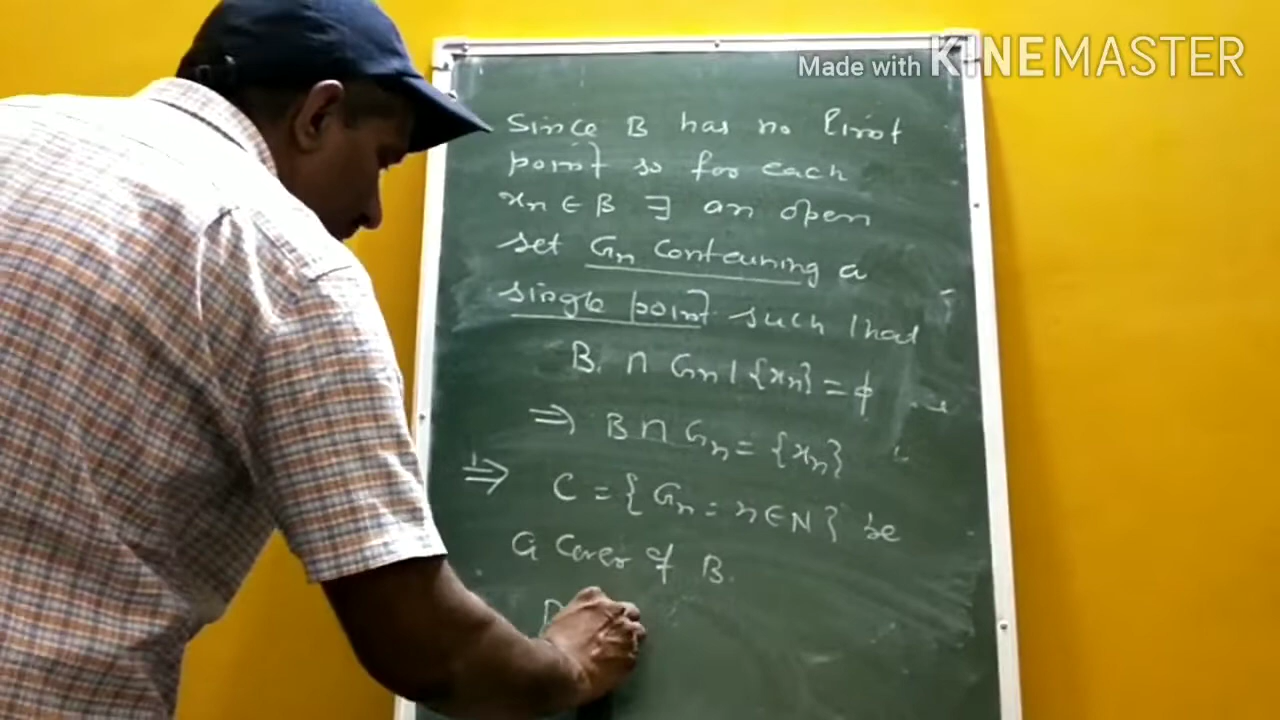 Made with KINEMASTER
Since B has no limit
point so for each
xn ∈ B ∃ an open
set Gn containing a
single point such that
B ∩ Gn | {xn} = ϕ
⇒ B ∩ Gn = {xn}
⇒ C = {Gn = n ∈ N} be
a cover of B.